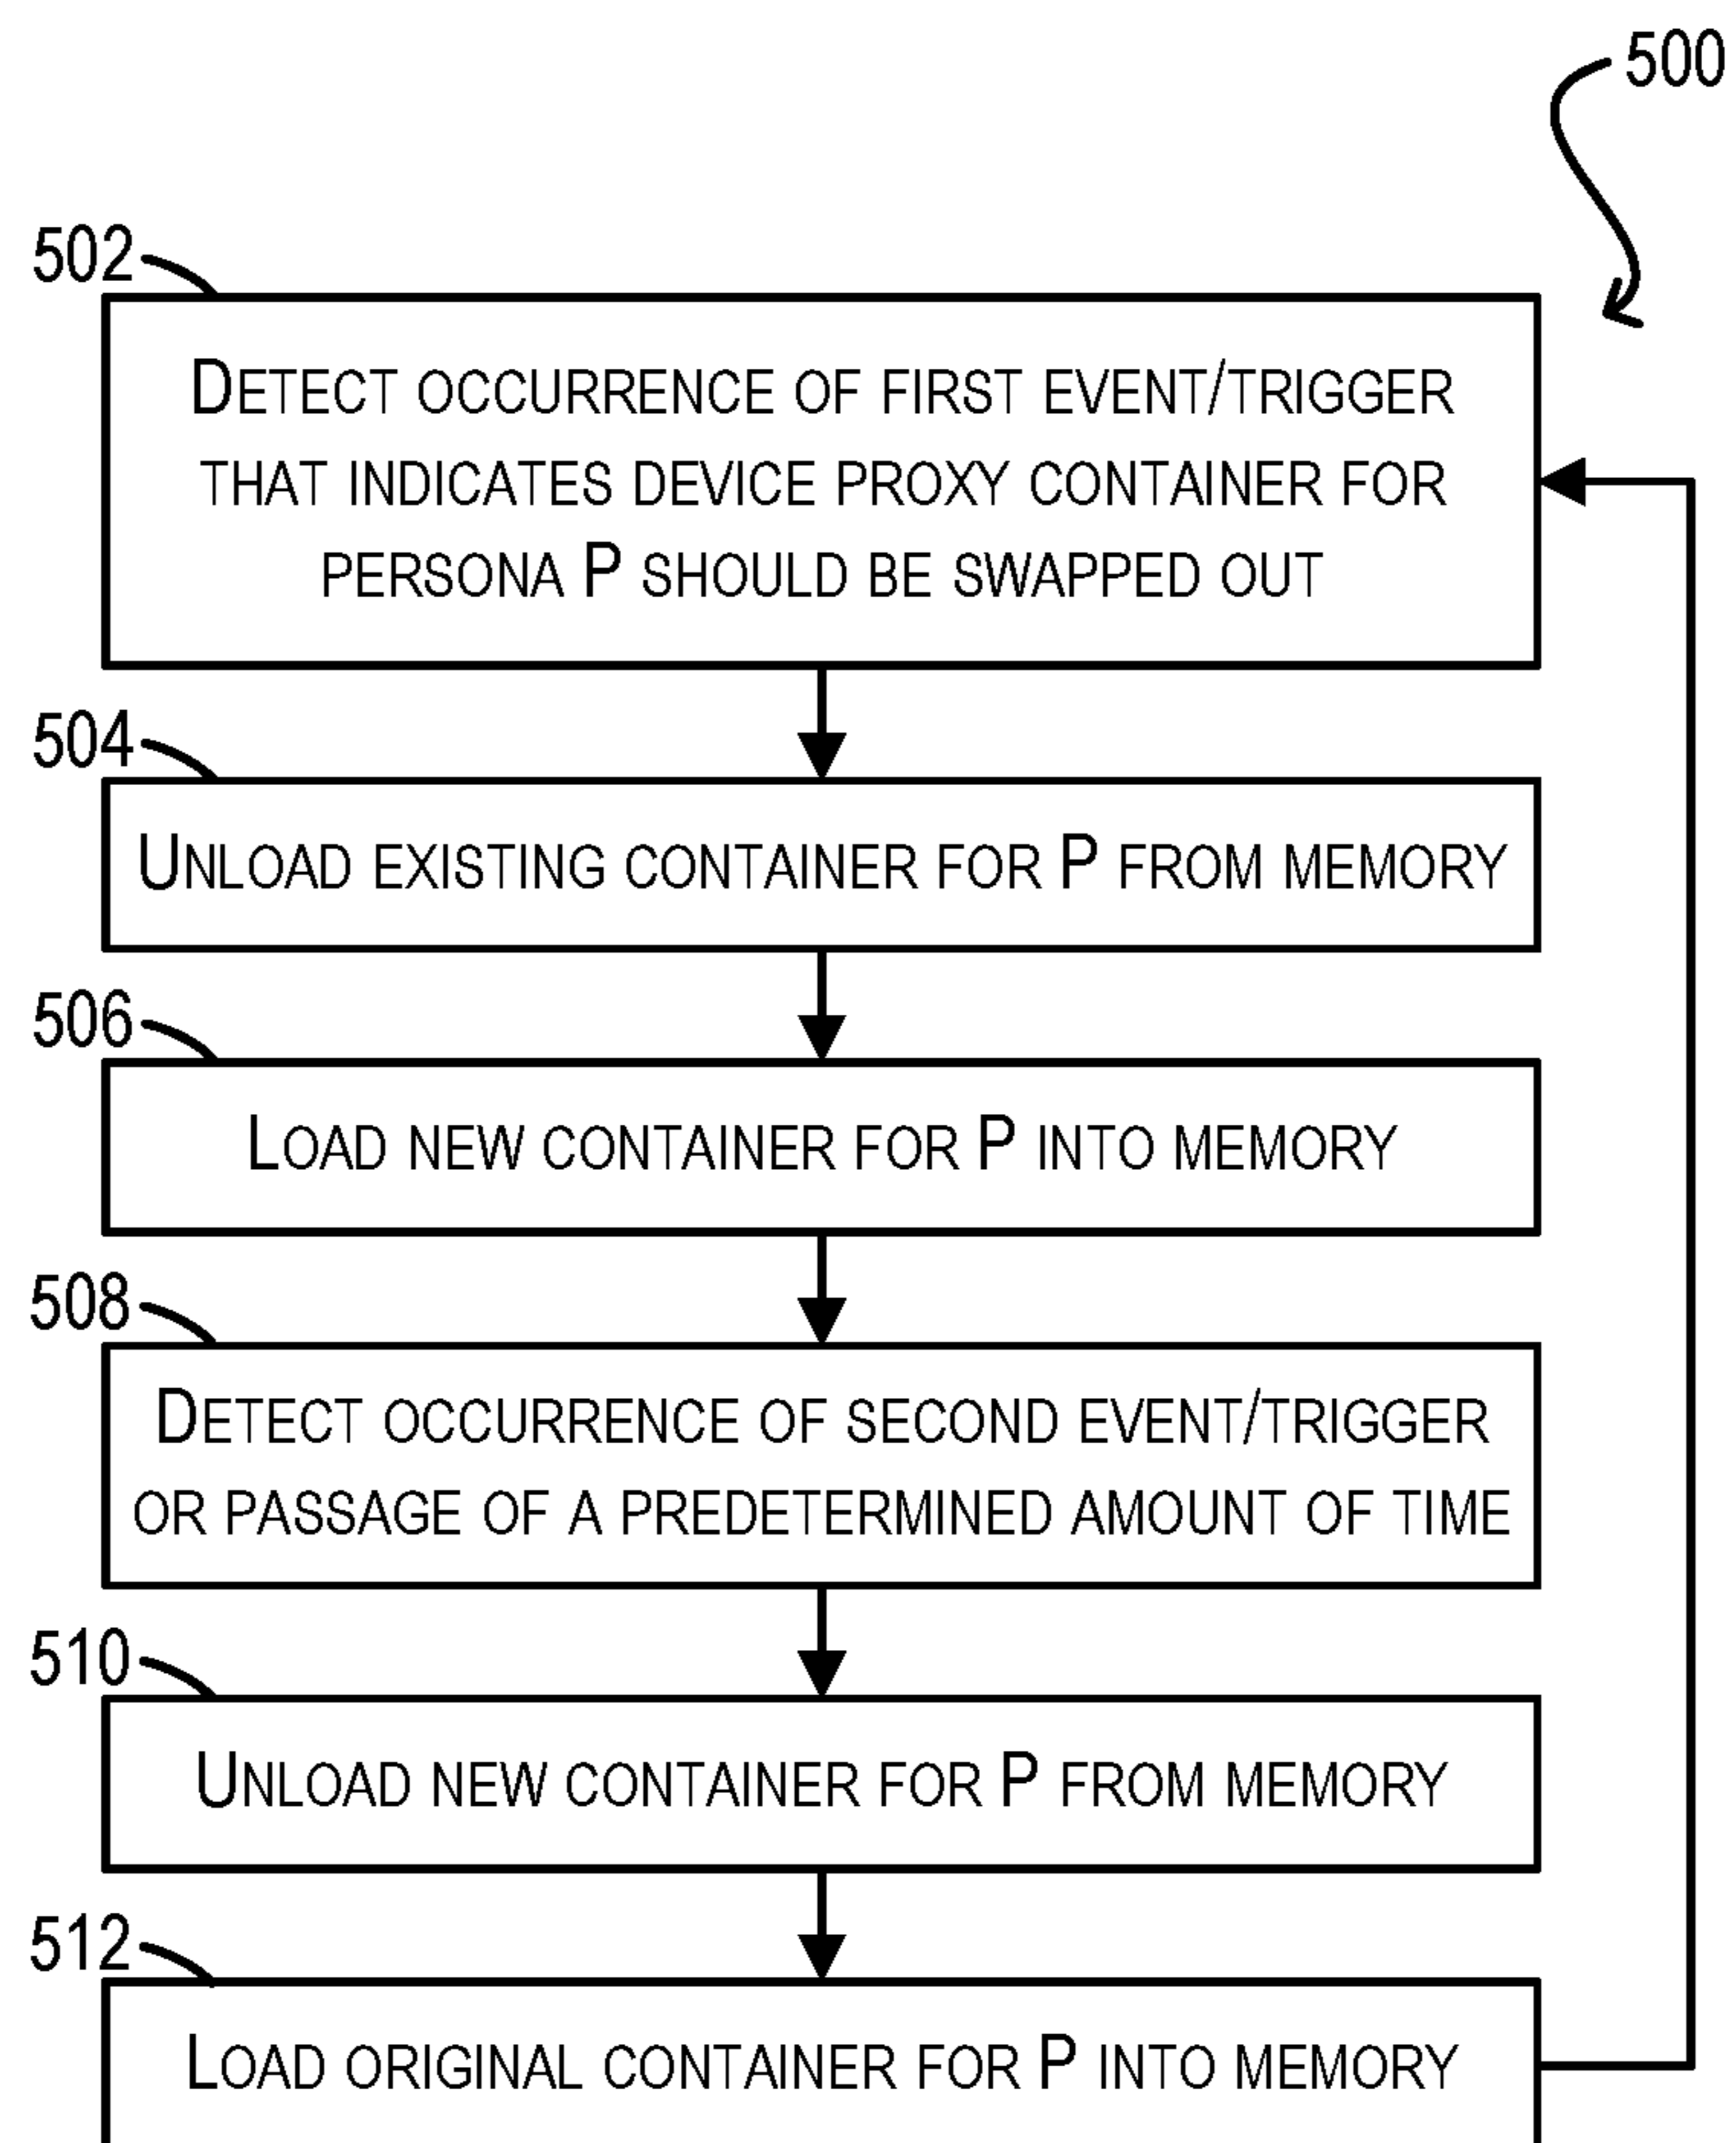 500
502
DETECT OCCURRENCE OF FIRST EVENT/TRIGGER
THAT INDICATES DEVICE PROXY CONTAINER FOR
PERSONA P SHOULD BE SWAPPED OUT
504
UNLOAD EXISTING CONTAINER FOR P FROM MEMORY
506
LOAD NEW CONTAINER FOR P INTO MEMORY
508
DETECT OCCURRENCE OF SECOND EVENT/TRIGGER
OR PASSAGE OF A PREDETERMINED AMOUNT OF TIME
510
UNLOAD NEW CONTAINER FOR P FROM MEMORY
512
LOAD ORIGINAL CONTAINER FOR P INTO MEMORY